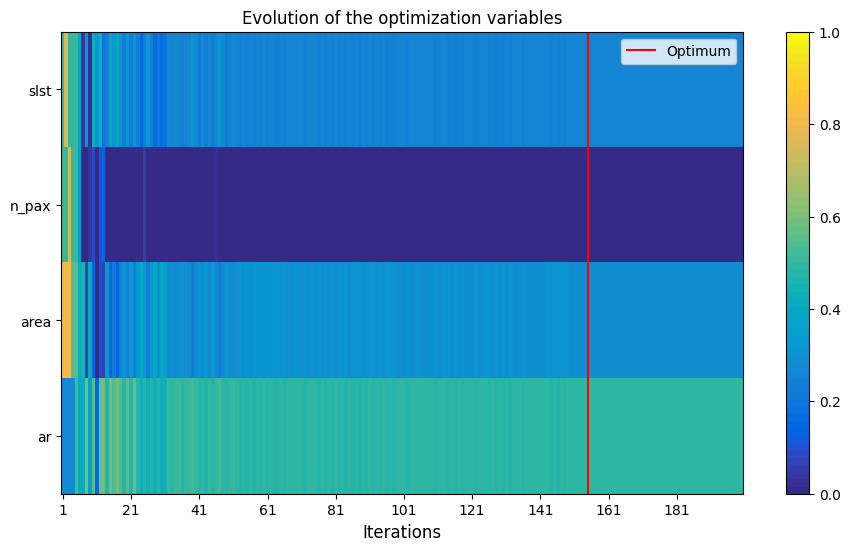 Evolution of the optimization variables
Optimum
slst
n_pax
area
ar
1 21 41 61 81 101 121 141 161 181
Iterations
1.0
0.8
0.6
0.4
0.2
0.0